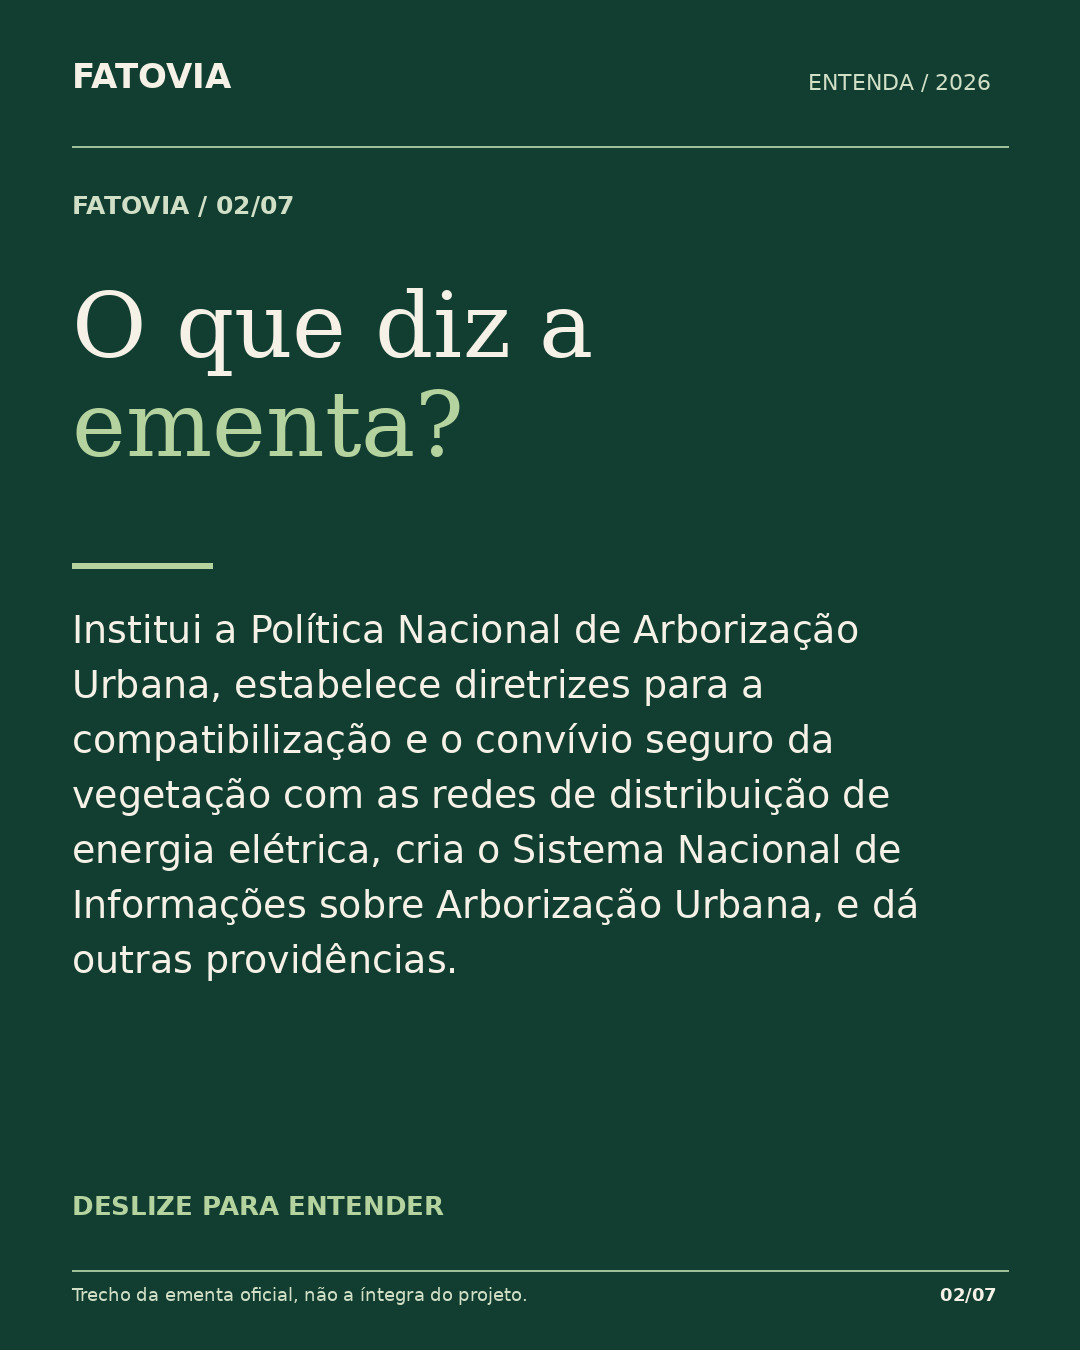 FATOVIA
ENTENDA / 2026
FATOVIA / 02/07
O que diz a
ementa?
Institui a Política Nacional de Arborização
Urbana, estabelece diretrizes para a
compatibilização e o convívio seguro da
vegetação com as redes de distribuição de
energia elétrica, cria o Sistema Nacional de
Informações sobre Arborização Urbana, e dá
outras providências.
DESLIZE PARA ENTENDER
Trecho da ementa oficial, não a íntegra do projeto.
02/07